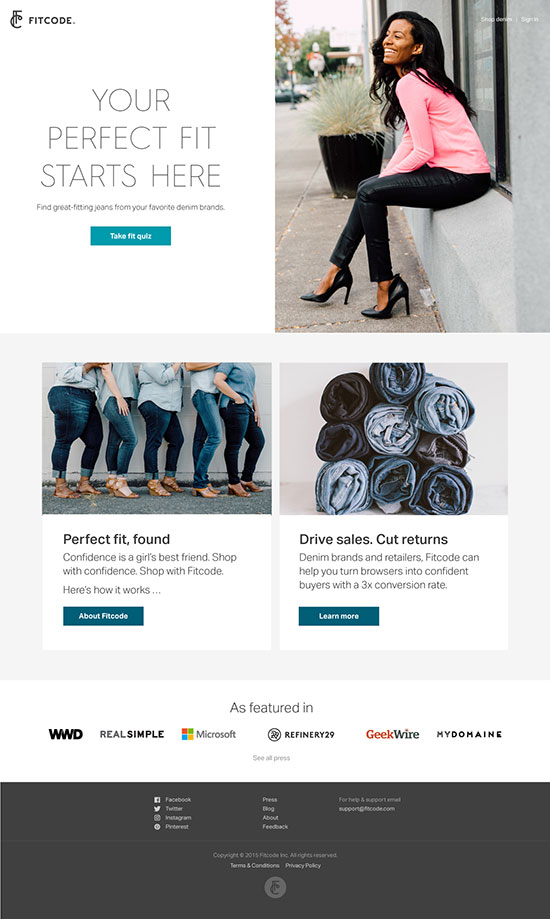 FITCODE.
Shop denim | Sign in
YOUR
PERFECT FIT
STARTS HERE
Find great-fitting jeans from your favorite denim brands.
Take fit quiz
Perfect fit, found
Confidence is a girl's best friend. Shop
with confidence. Shop with Fitcode.
Here's how it works ...
About Fitcode
Drive sales. Cut returns
Denim brands and retailers, Fitcode can
help you turn browsers into confident
buyers with a 3x conversion rate.
Learn more
As featured in
WWD REALSIMPLE Microsoft REFINERY29 GeekWire MYDOMAINE
See all press
Facebook
Twitter
Instagram
Pinterest
Press
Blog
About
Feedback
For help & support email
support@fitcode.com
Copyright © 2015 Fitcode Inc. All rights reserved.
Terms & Conditions Privacy Policy